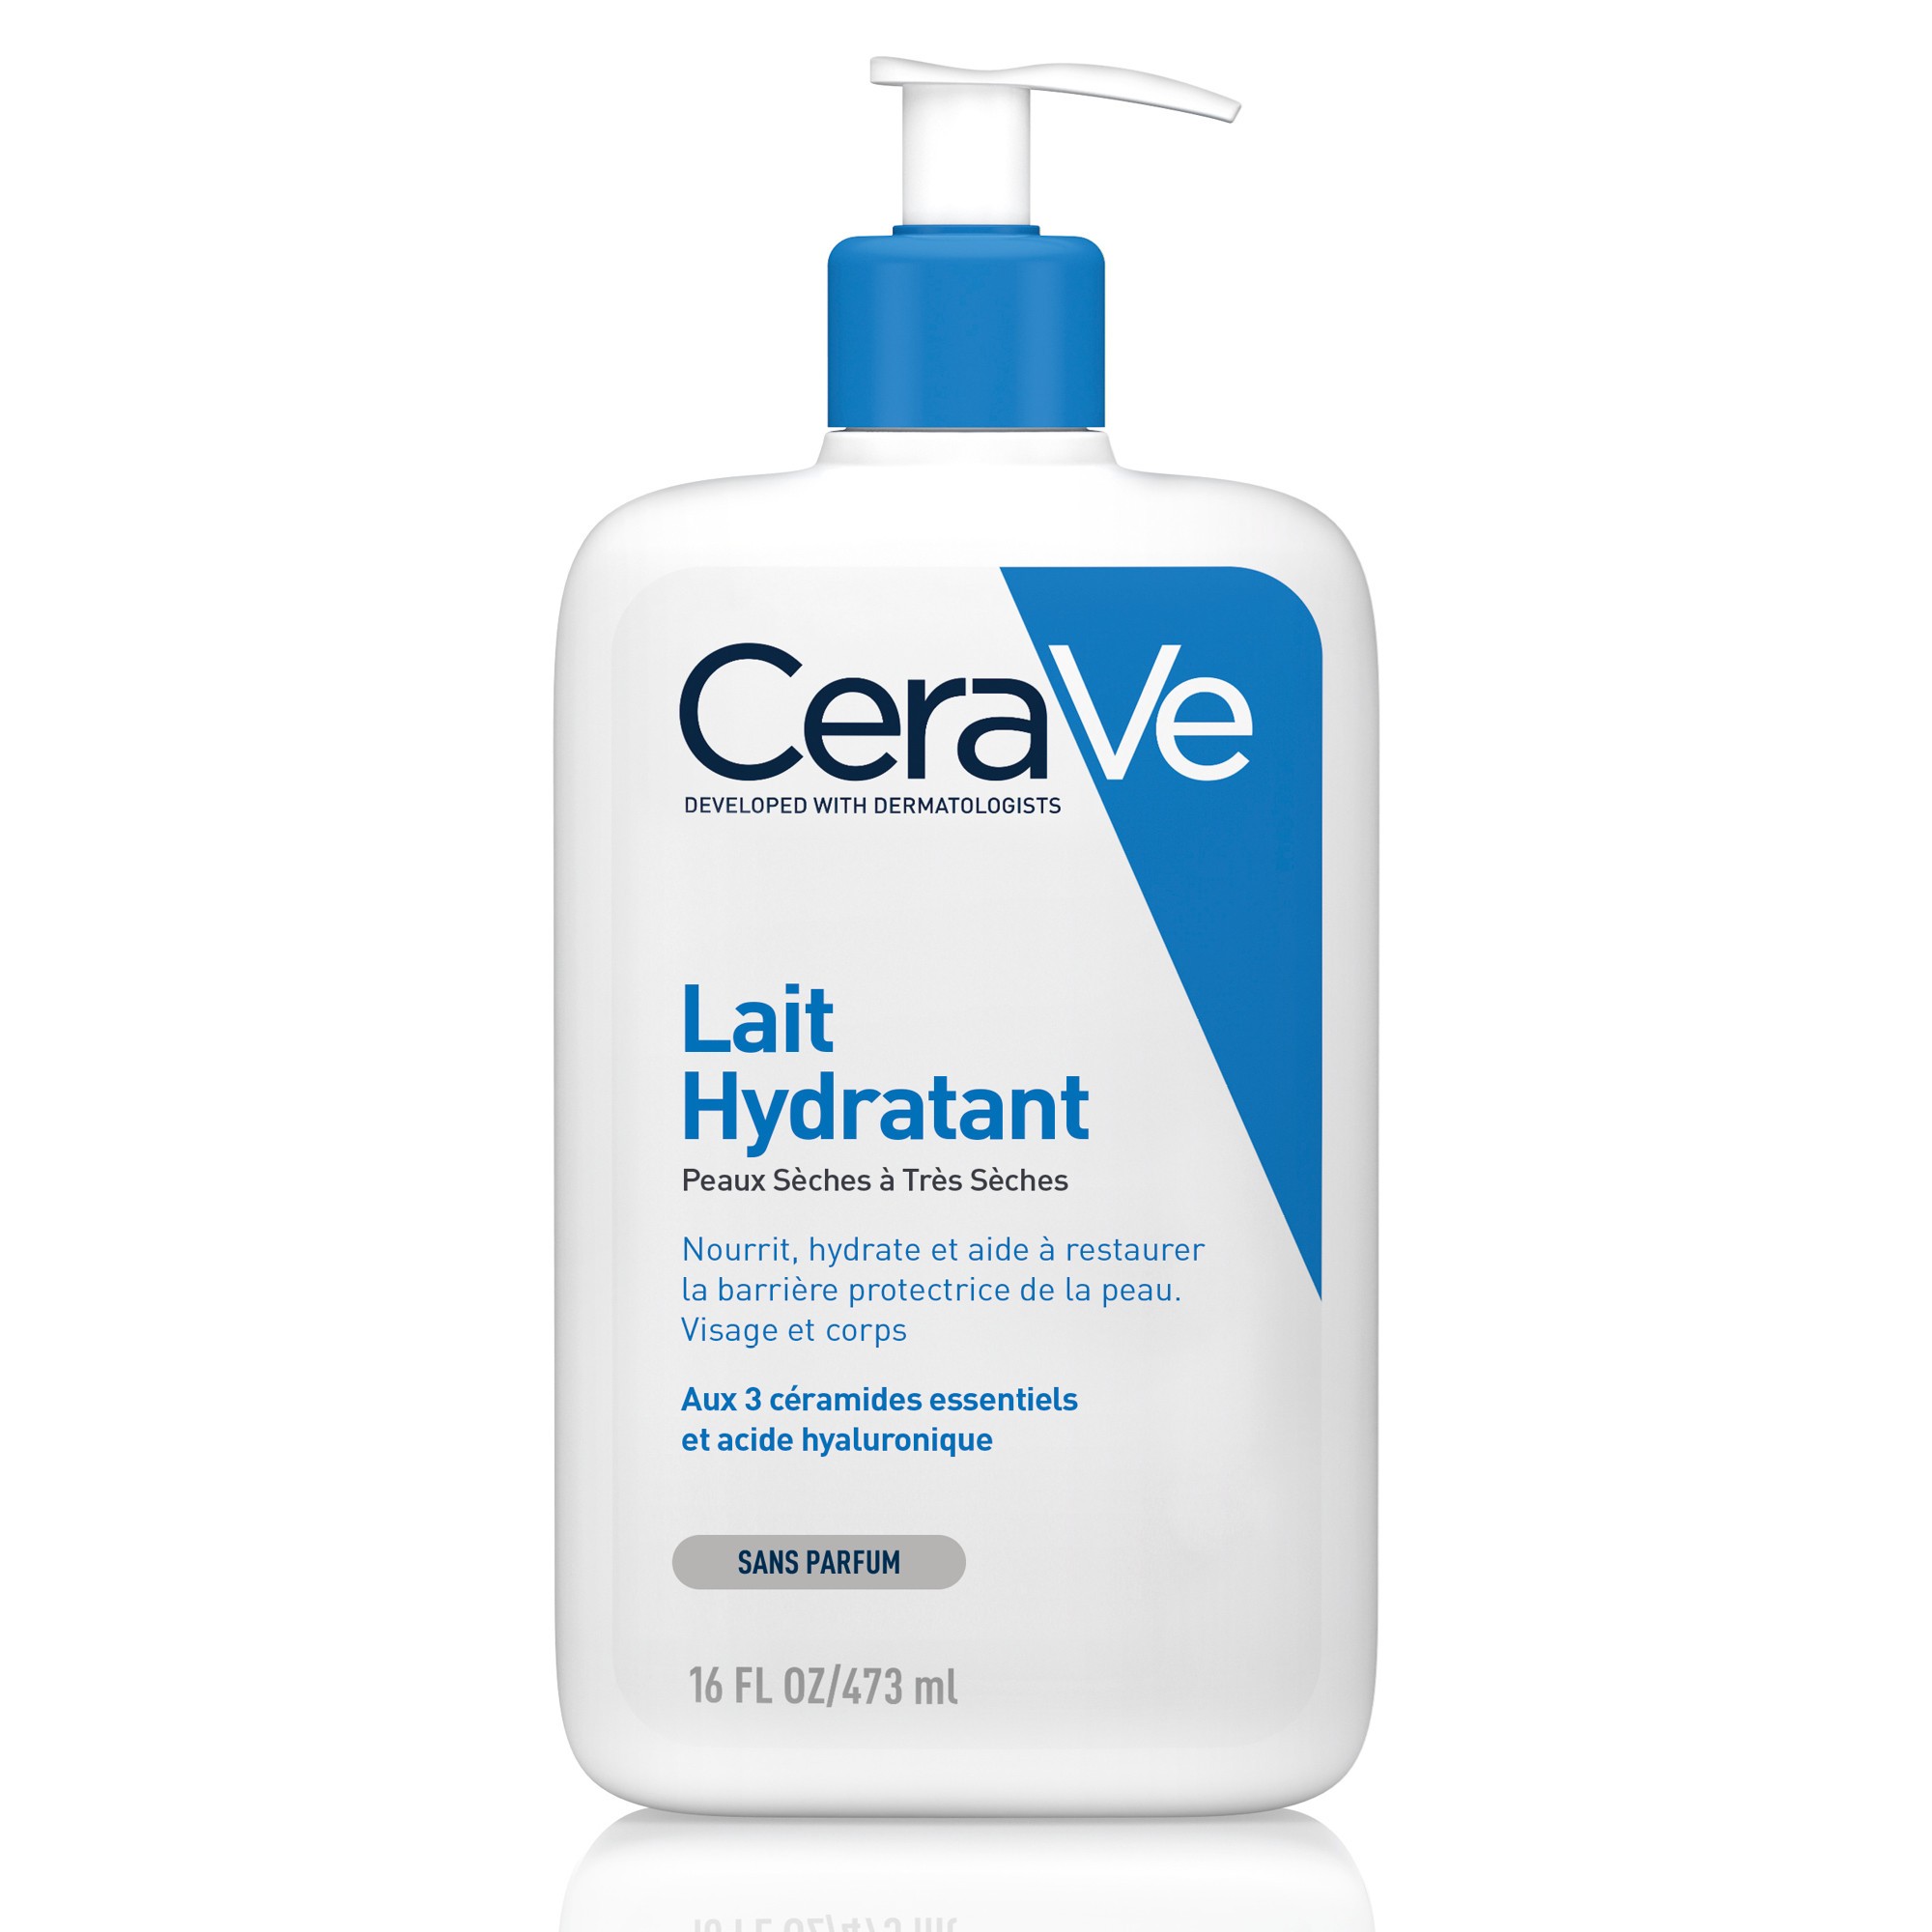 CeraVe
DEVELOPED WITH DERMATOLOGISTS
Lait
Hydratant
Peaux Sèches à Très Sèches
Nourrit, hydrate et aide à restaurer
la barrière protectrice de la peau.
Visage et corps
Aux 3 céramides essentiels
et acide hyaluronique
SANS PARFUM
16 FL OZ/473 ml